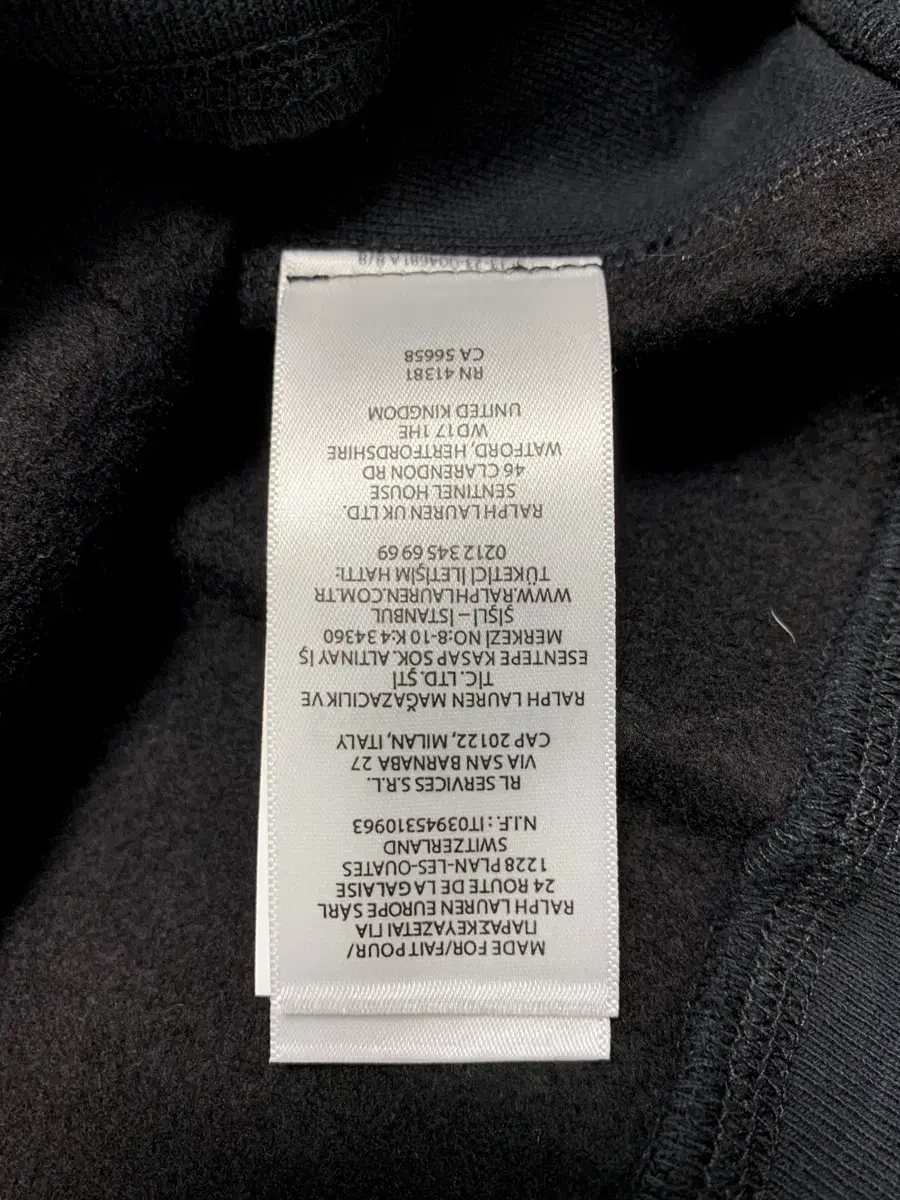 MADE FOR/FAIT POUR/
ΠΑΡΑΣΚΕΥΑΖΕΤΑΙ ΓΙΑ
RALPH LAUREN EUROPE SÀRL
24 ROUTE DE LA GALAISE
1228 PLAN-LES-OUATES
SWITZERLAND
N.I.F. : IT03945310963
RL SERVICES S.R.L.
VIA SAN BARNABA 27
CAP 20122, MILAN, ITALY
RALPH LAUREN MAĞAZACILIK VE
TİC. LTD. ŞTİ
ESENTEPE KASAP SOK. ALTINAY İŞ
MERKEZİ NO:8-10 K:4 34360
ŞİŞLİ – İSTANBUL
WWW.RALPHLAUREN.COM.TR
TÜKETİCİ İLETİŞİM HATTI:
0212 345 69 69
RALPH LAUREN UK LTD.
SENTINEL HOUSE
46 CLARENDON RD
WATFORD, HERTFORDSHIRE
WD17 1HE
UNITED KINGDOM
RN 41381
CA 56658